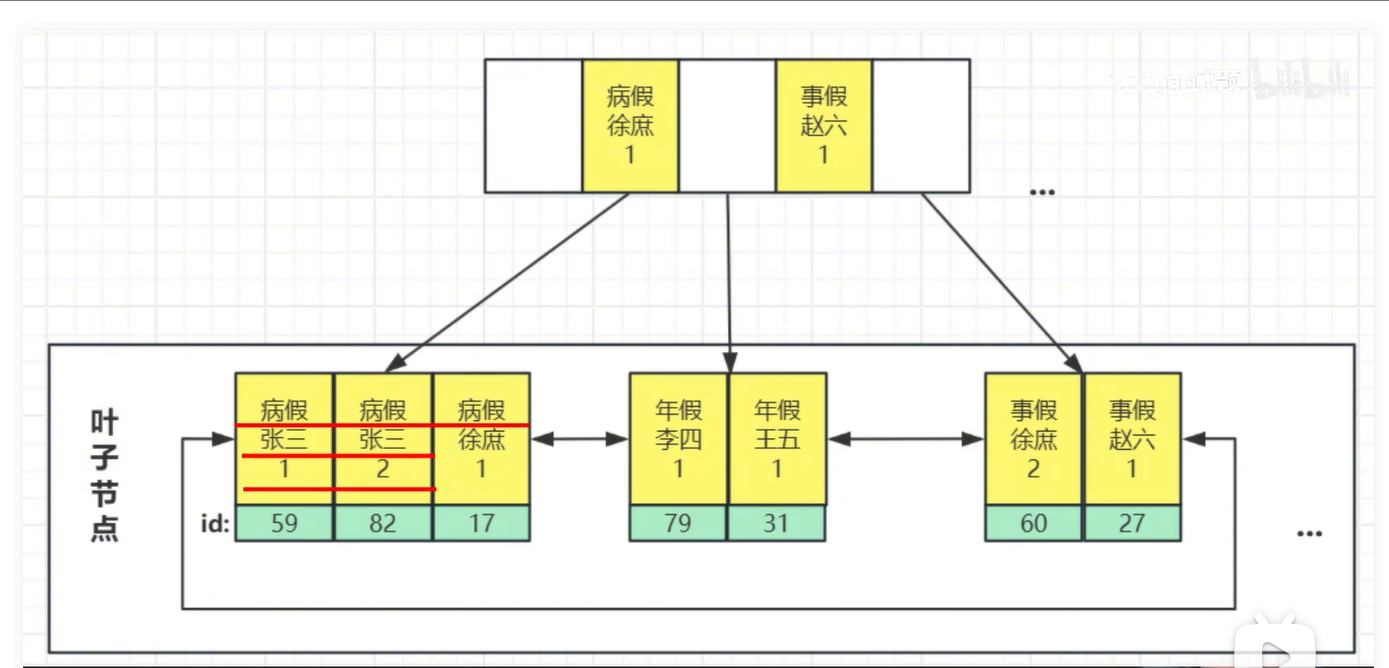 病假
徐庶
1
事假
赵六
1
bilibili
...
叶子节点
病假
张三
1
病假
张三
2
病假
徐庶
1
年假
李四
1
年假
王五
1
事假
徐庶
2
事假
赵六
1
id: 59 82 17 79 31 60 27
...